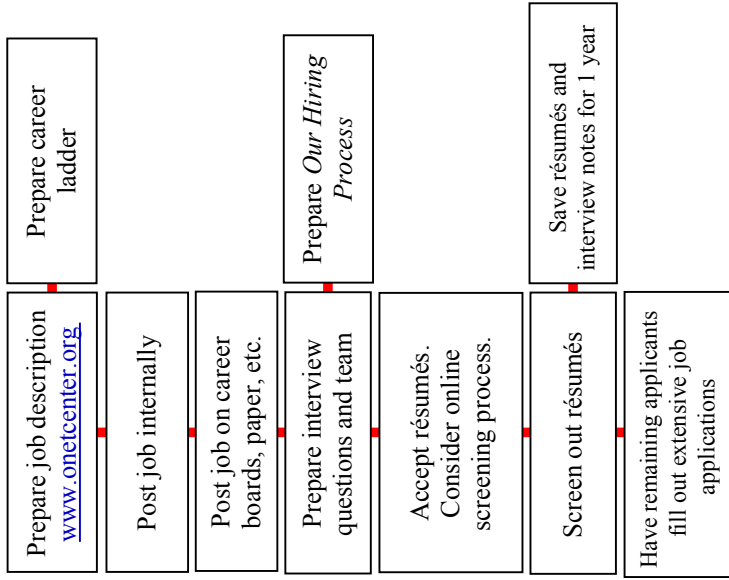 Prepare job description
www.onetcenter.org
Prepare career
ladder
Post job internally
Post job on career
boards, paper, etc.
Prepare interview
questions and team
Prepare Our Hiring
Process
Accept résumés.
Consider online
screening process.
Screen out résumés
Save résumés and
interview notes for 1 year
Have remaining applicants
fill out extensive job
applications